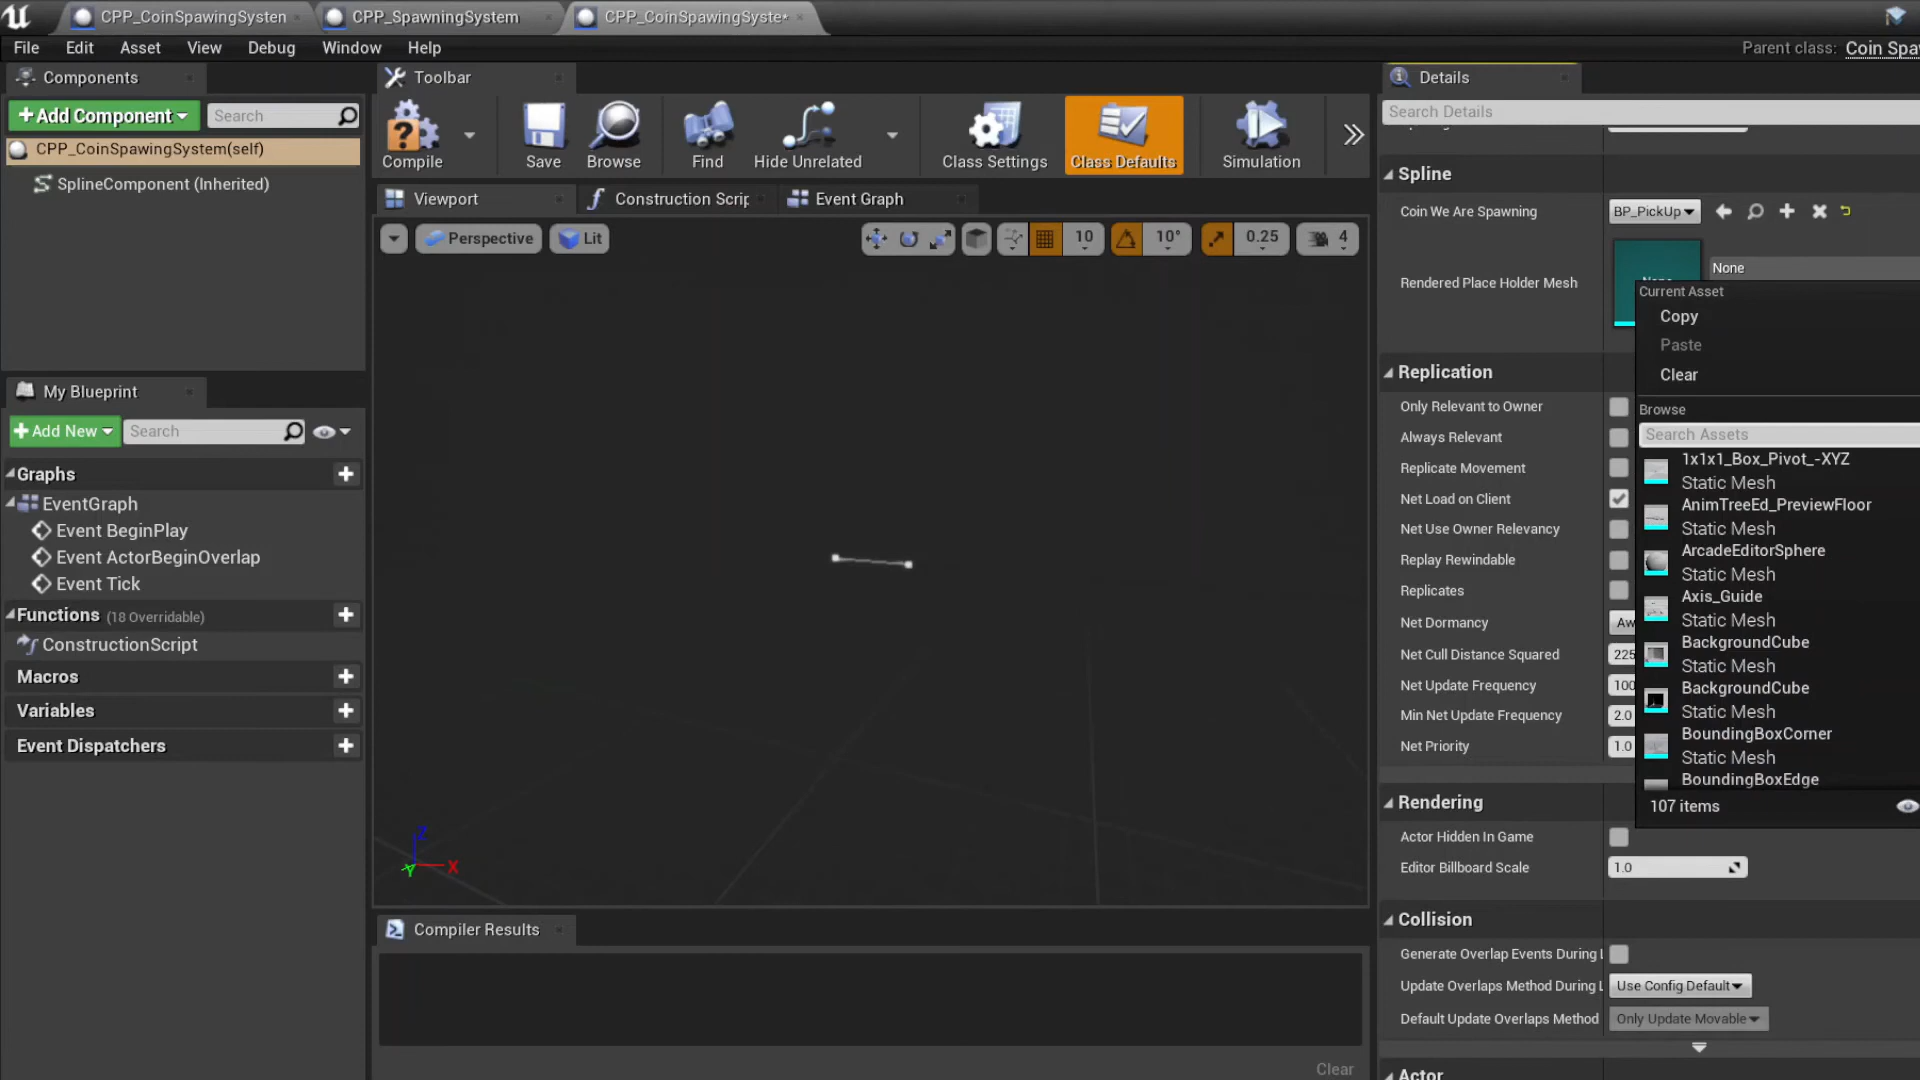 CPP_CoinSpawingSysten
CPP_SpawningSystem
CPP_CoinSpawingSyste*
File Edit Asset View Debug Window Help
Parent class: Coin Spa
Components
+Add Component
Search
CPP_CoinSpawingSystem(self)
SplineComponent (Inherited)
My Blueprint
+Add New
Search
Graphs
EventGraph
Event BeginPlay
Event ActorBeginOverlap
Event Tick
Functions (18 Overridable)
ConstructionScript
Macros
Variables
Event Dispatchers
Toolbar
Compile
Save
Browse
Find
Hide Unrelated
Class Settings
Class Defaults
Simulation
Viewport
Construction Scrip
Event Graph
Perspective
Lit
10
10°
0.25
4
Z
X
Y
Compiler Results
Clear
Details
Search Details
Spline
Coin We Are Spawning
BP_PickUp
Rendered Place Holder Mesh
None
Replication
Only Relevant to Owner
Always Relevant
Replicate Movement
Net Load on Client
Net Use Owner Relevancy
Replay Rewindable
Replicates
Net Dormancy
Aw
Net Cull Distance Squared
225
Net Update Frequency
100
Min Net Update Frequency
2.0
Net Priority
1.0
Current Asset
Copy
Paste
Clear
Browse
Search Assets
1x1x1_Box_Pivot_-XYZ
Static Mesh
AnimTreeEd_PreviewFloor
Static Mesh
ArcadeEditorSphere
Static Mesh
Axis_Guide
Static Mesh
BackgroundCube
Static Mesh
BackgroundCube
Static Mesh
BoundingBoxCorner
Static Mesh
BoundingBoxEdge
107 items
Rendering
Actor Hidden In Game
Editor Billboard Scale
1.0
Collision
Generate Overlap Events During L
Update Overlaps Method During L
Use Config Default
Default Update Overlaps Method
Only Update Movable
Actor